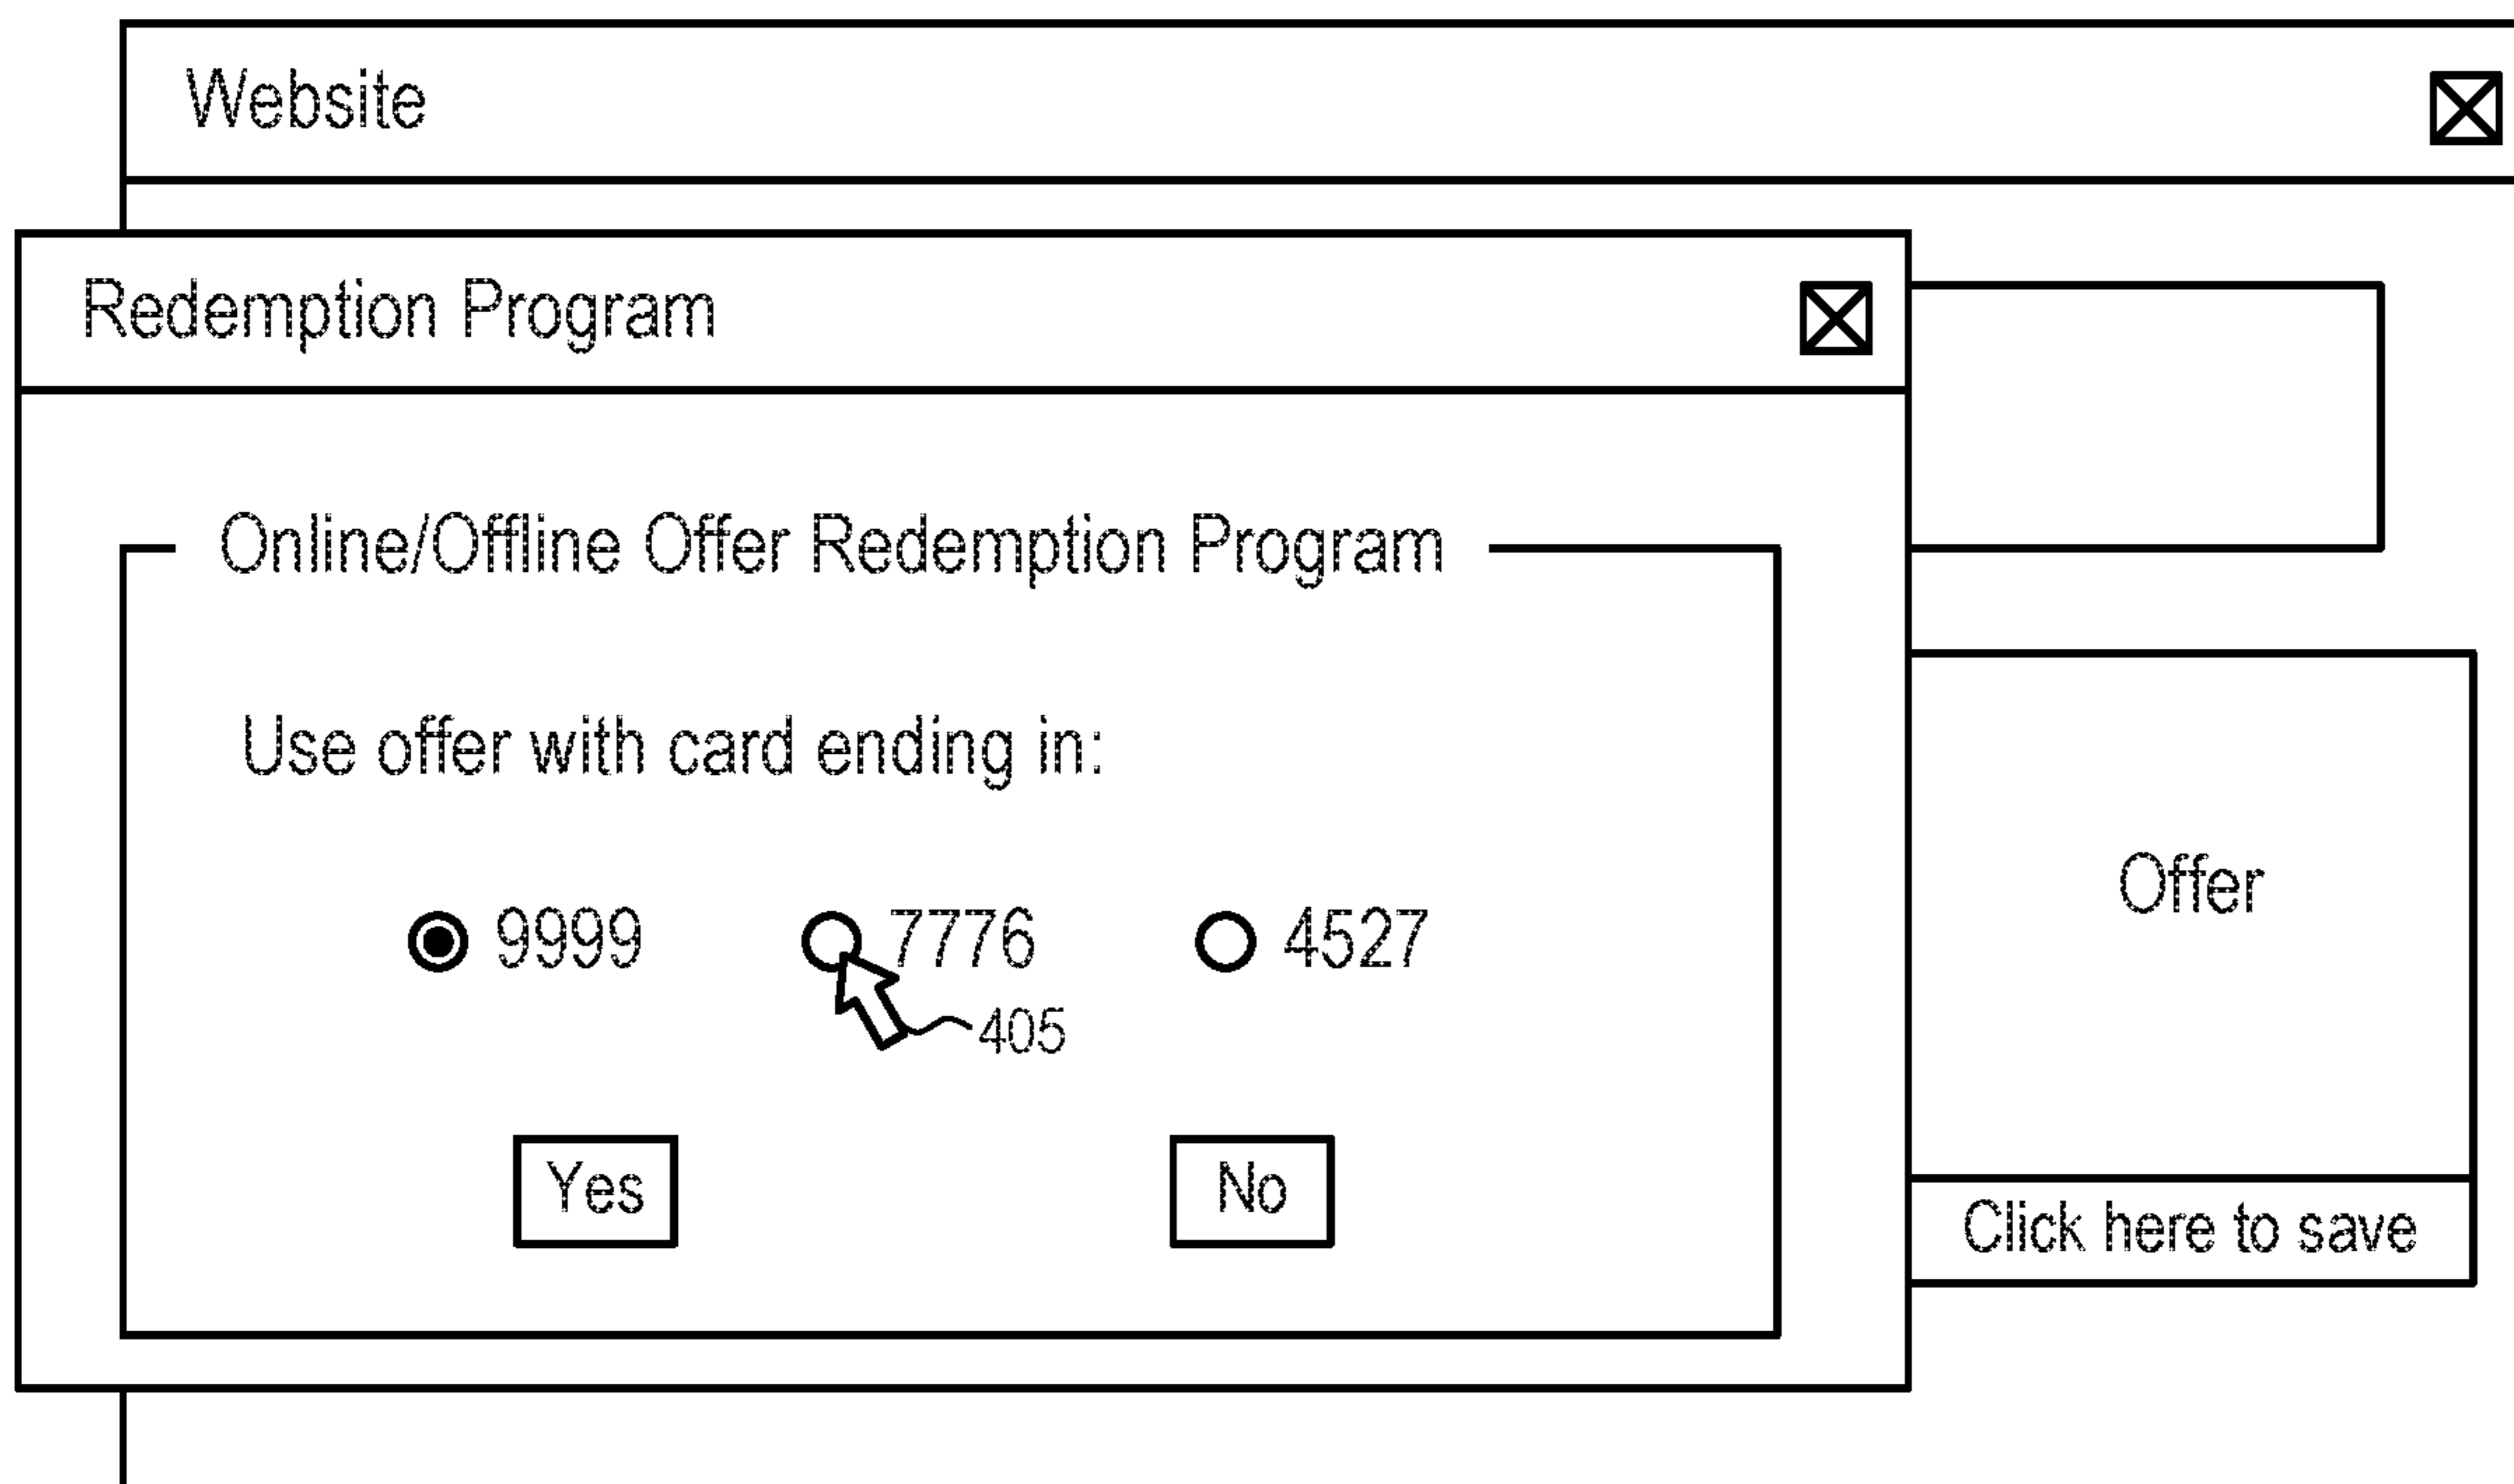 Website
Redemption Program
Online/Offline Offer Redemption Program
Use offer with card ending in:
9999 7776 4527
405
Yes No
Offer
Click here to save